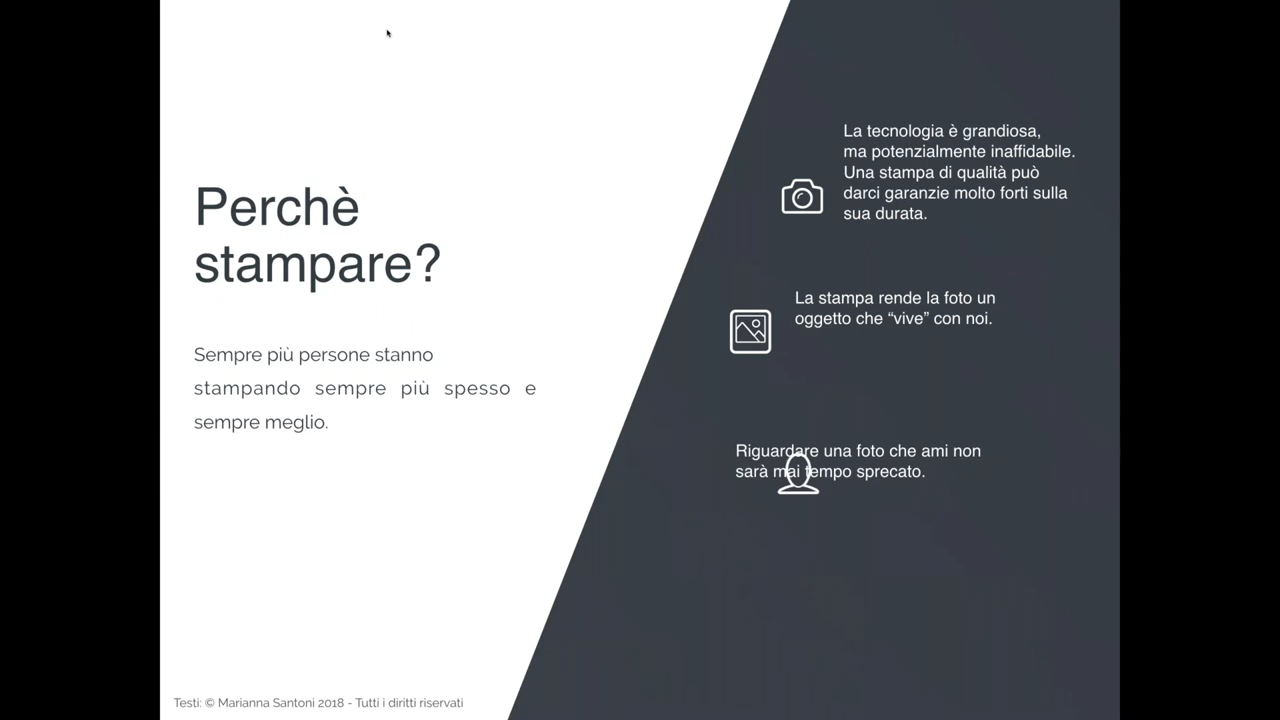 Perchè
stampare?
Sempre più persone stanno
stampando sempre più spesso e
sempre meglio.
La tecnologia è grandiosa,
ma potenzialmente inaffidabile.
Una stampa di qualità può
darci garanzie molto forti sulla
sua durata.
La stampa rende la foto un
oggetto che “vive” con noi.
Riguardare una foto che ami non
sarà mai tempo sprecato.
Testi: © Marianna Santoni 2018 - Tutti i diritti riservati